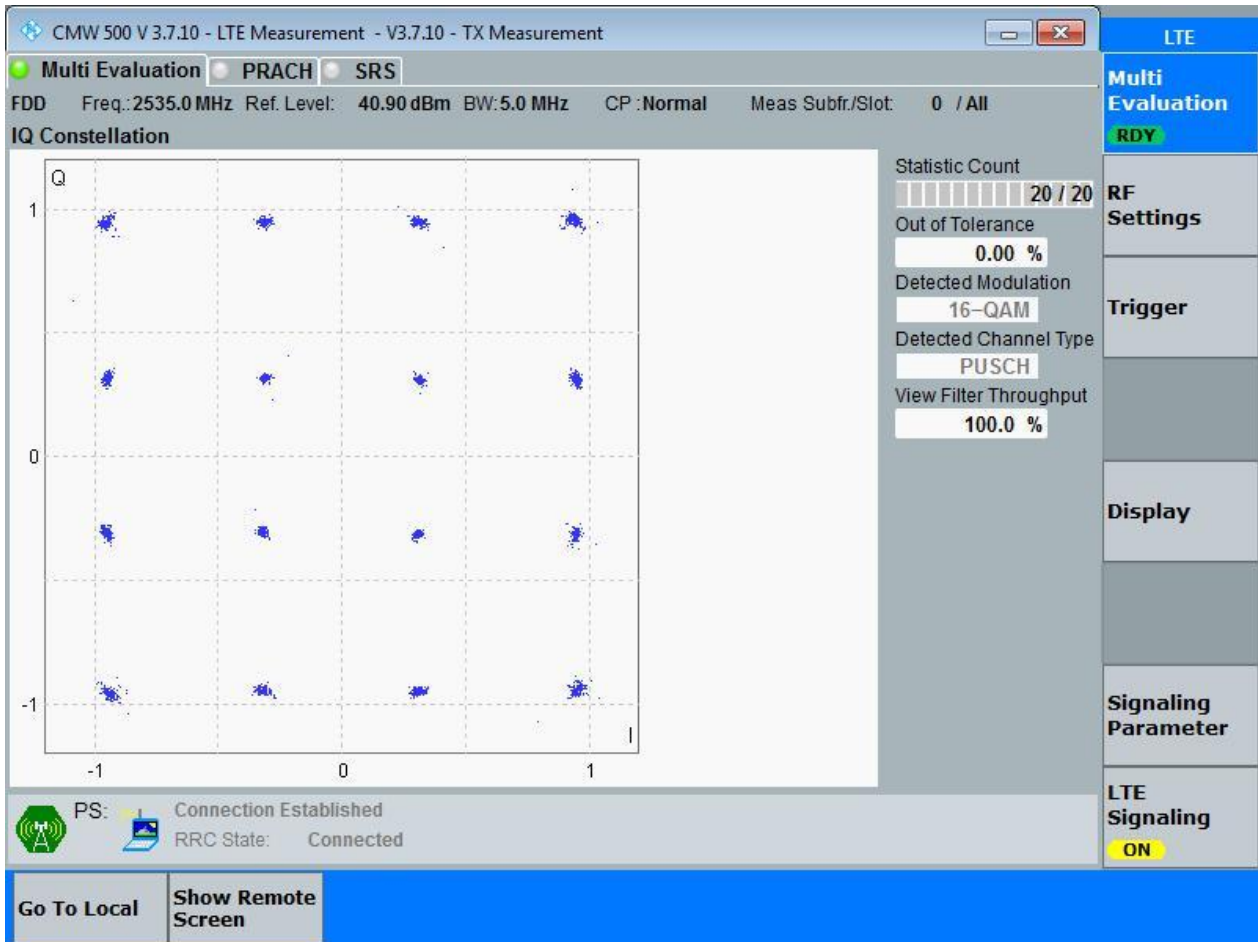 CMW 500 V 3.7.10 - LTE Measurement - V3.7.10 - TX Measurement
LTE
Multi Evaluation PRACH SRS
Multi
Evaluation
RDY
FDD Freq.: 2535.0 MHz Ref. Level: 40.90 dBm BW: 5.0 MHz CP : Normal Meas Subfr./Slot: 0 / All
IQ Constellation
Q
1
0
-1
-1 0 1
I
Statistic Count
20 / 20
Out of Tolerance
0.00 %
Detected Modulation
16-QAM
Detected Channel Type
PUSCH
View Filter Throughput
100.0 %
RF
Settings
Trigger
Display
Signaling
Parameter
LTE
Signaling
ON
PS: Connection Established
RRC State: Connected
Go To Local
Show Remote
Screen